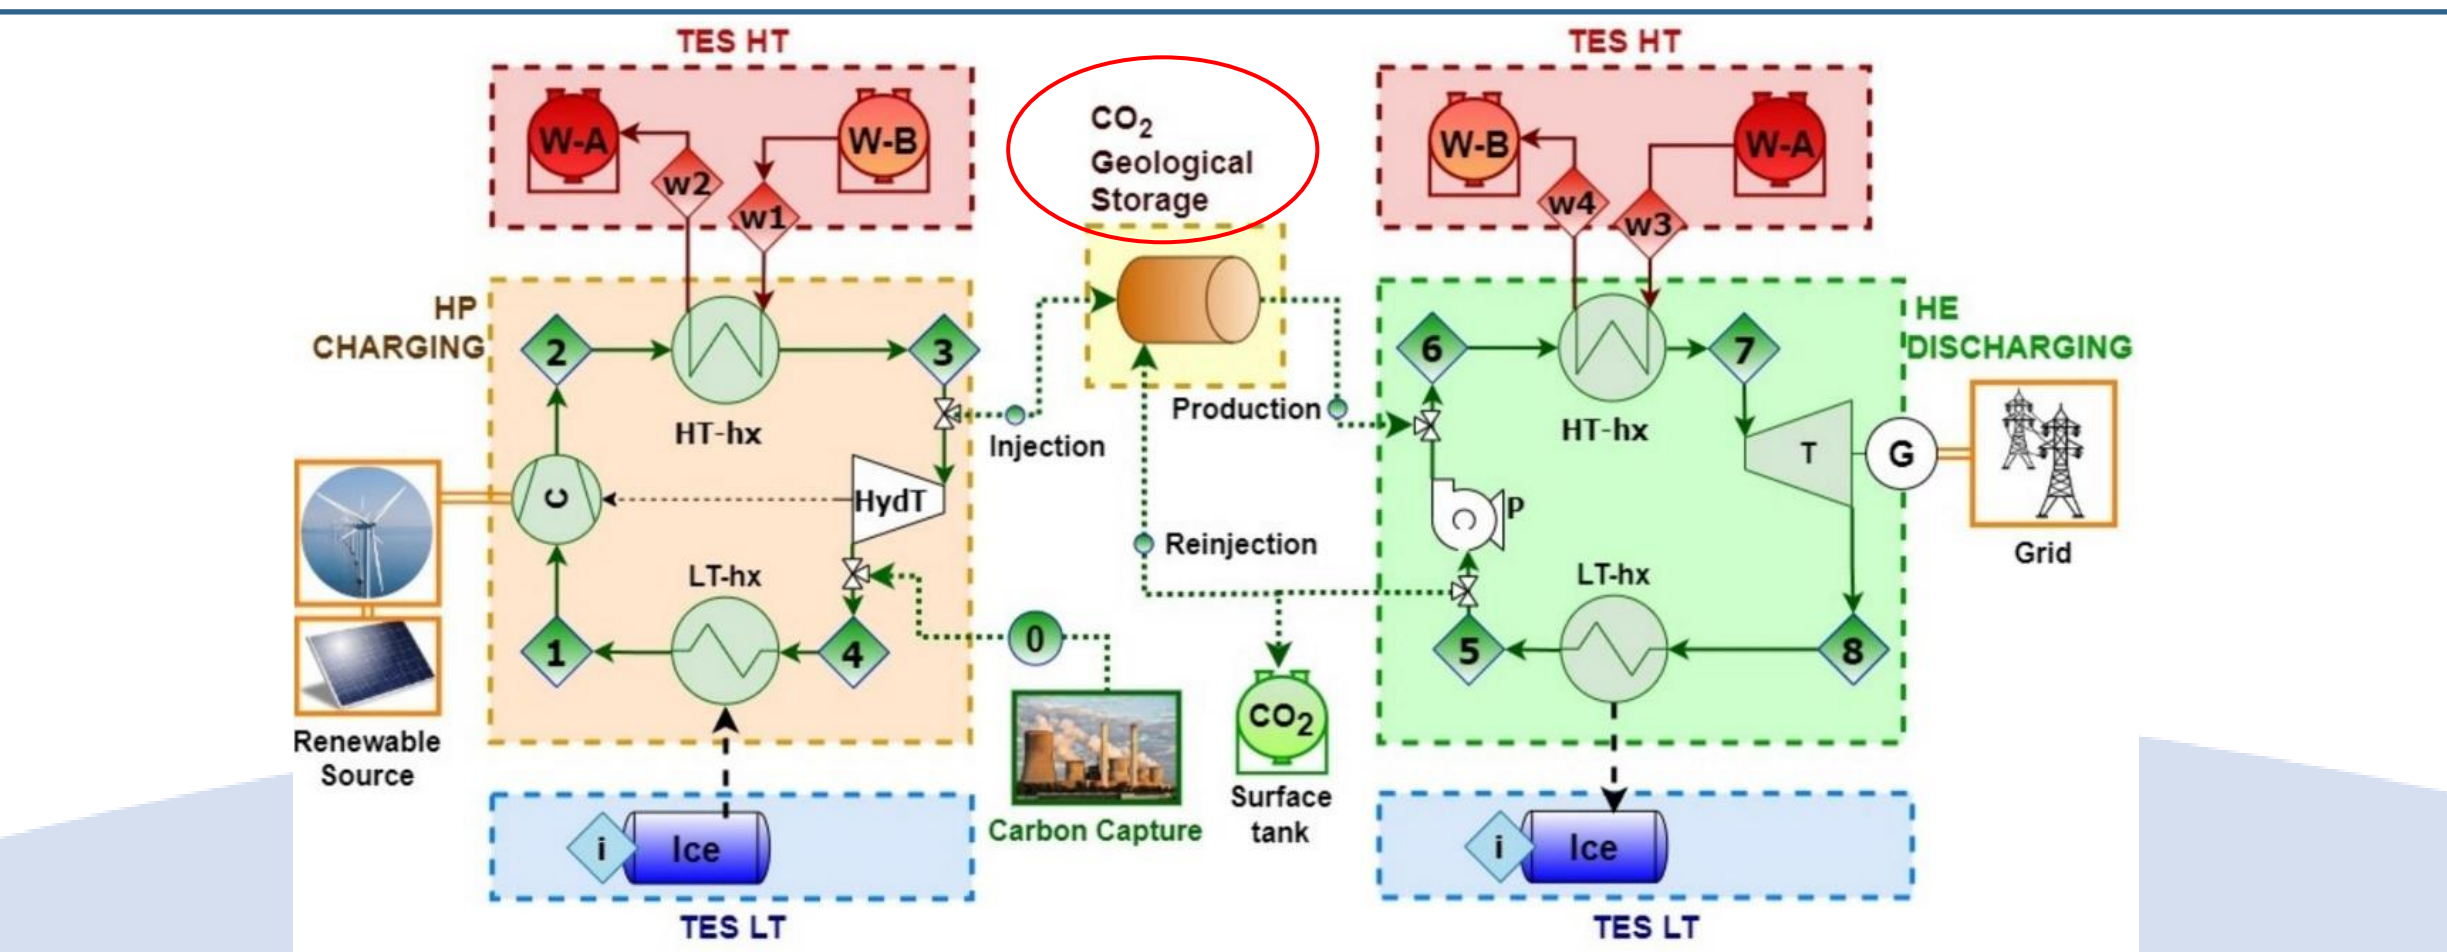 TES HT
W-A
W-B
w2
w1
HP
CHARGING
2
3
HT-hx
C
HydT
LT-hx
1
4
Renewable
Source
i
Ice
TES LT
CO2
Geological
Storage
Injection
Production
Reinjection
0
Carbon Capture
CO2
Surface
tank
TES HT
W-B
W-A
w4
w3
HE
DISCHARGING
6
7
HT-hx
T
G
Grid
P
LT-hx
5
8
i
Ice
TES LT